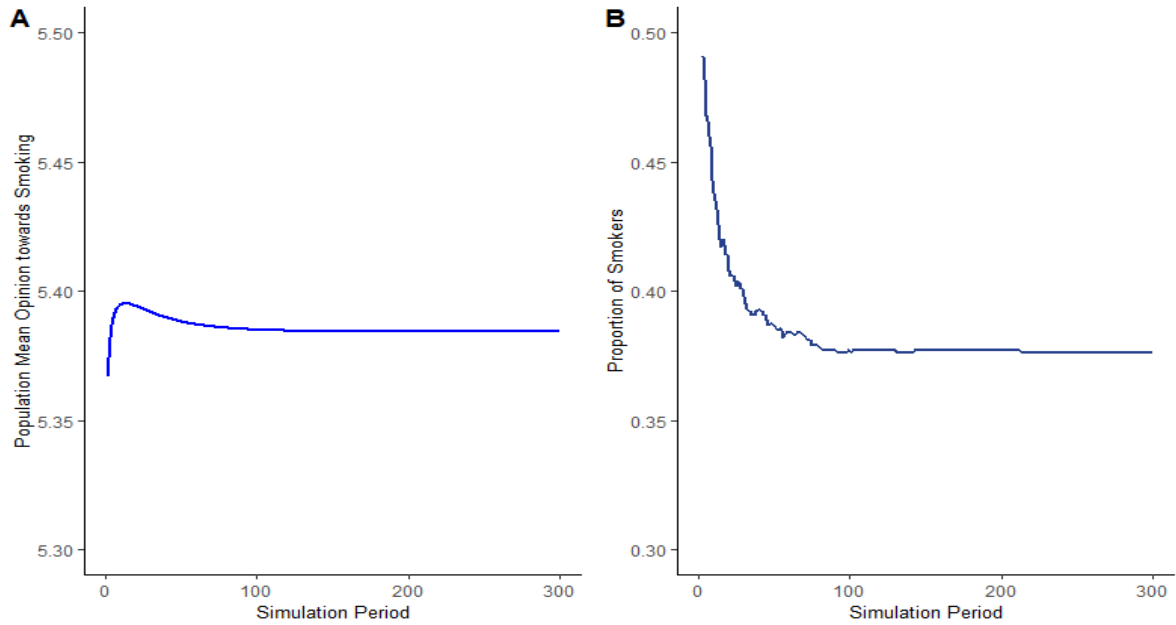 A
Population Mean Opinion towards Smoking
5.50
5.45
5.40
5.35
5.30
0 100 200 300
Simulation Period
B
Proportion of Smokers
0.50
0.45
0.40
0.35
0.30
0 100 200 300
Simulation Period